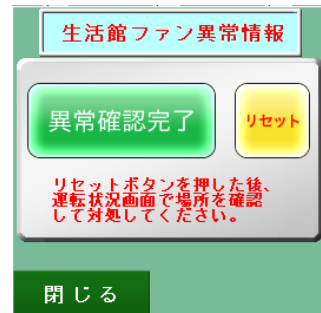 生活館ファン異常情報
異常確認完了
リセット
リセットボタンを押した後、
運転状況画面で場所を確認
して対処してください。
閉じる